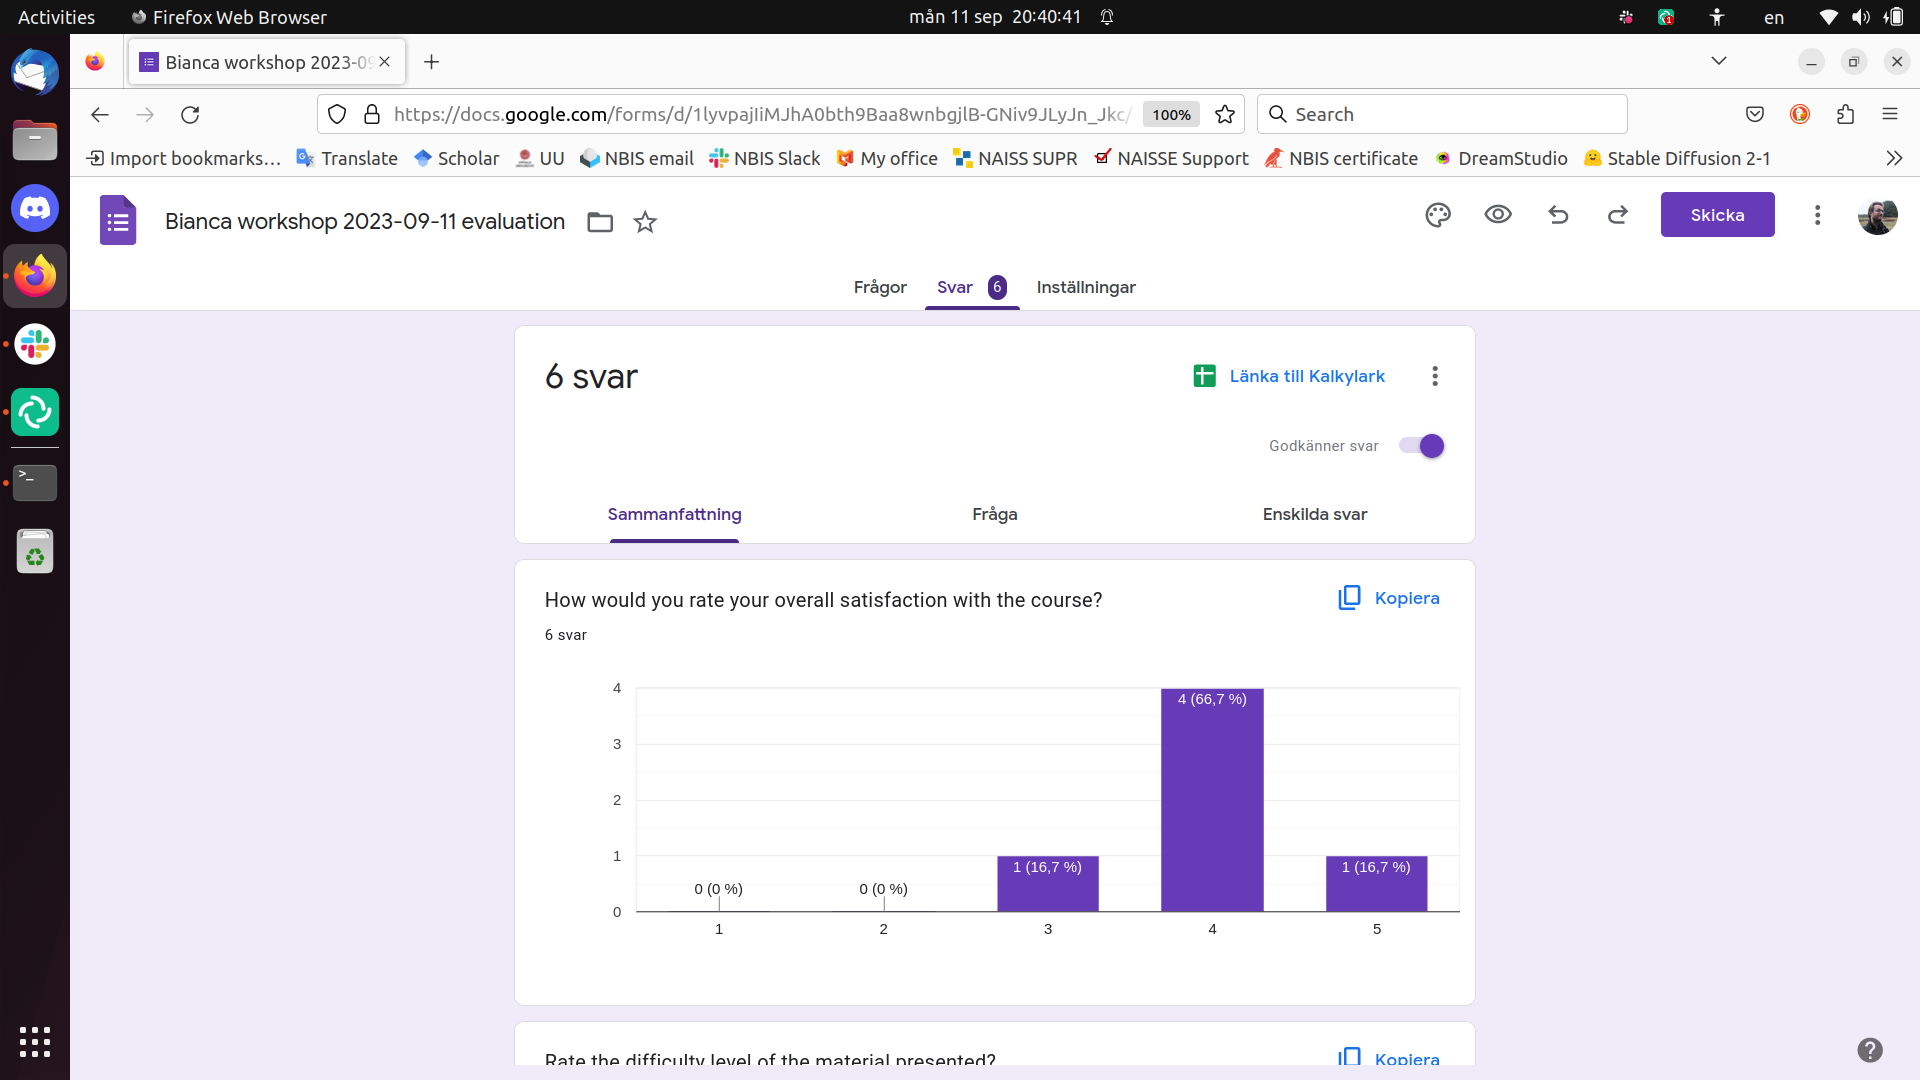 Activities
Firefox Web Browser
mån 11 sep 20:40:41
en
Bianca workshop 2023-09
https://docs.google.com/forms/d/1lyvpajIiMJhA0bth9Baa8wnbgjlB-GNiv9JLyJn_Jkc/
100%
Search
Import bookmarks…
Translate
Scholar
UU
NBIS email
NBIS Slack
My office
NAISS SUPR
NAISSE Support
NBIS certificate
DreamStudio
Stable Diffusion 2-1
Bianca workshop 2023-09-11 evaluation
Skicka
Frågor
Svar 6
Inställningar
6 svar
Länka till Kalkylark
Godkänner svar
Sammanfattning
Fråga
Enskilda svar
How would you rate your overall satisfaction with the course?
Kopiera
6 svar
4
3
2
1
0
0 (0 %)
0 (0 %)
1 (16,7 %)
4 (66,7 %)
1 (16,7 %)
1
2
3
4
5
Rate the difficulty level of the material presented?
Kopiera